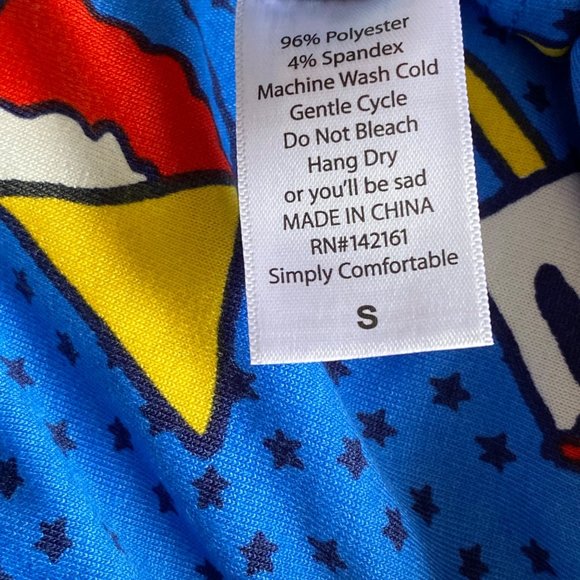 96% Polyester
4% Spandex
Machine Wash Cold
Gentle Cycle
Do Not Bleach
Hang Dry
or you'll be sad
MADE IN CHINA
RN#142161
Simply Comfortable
S